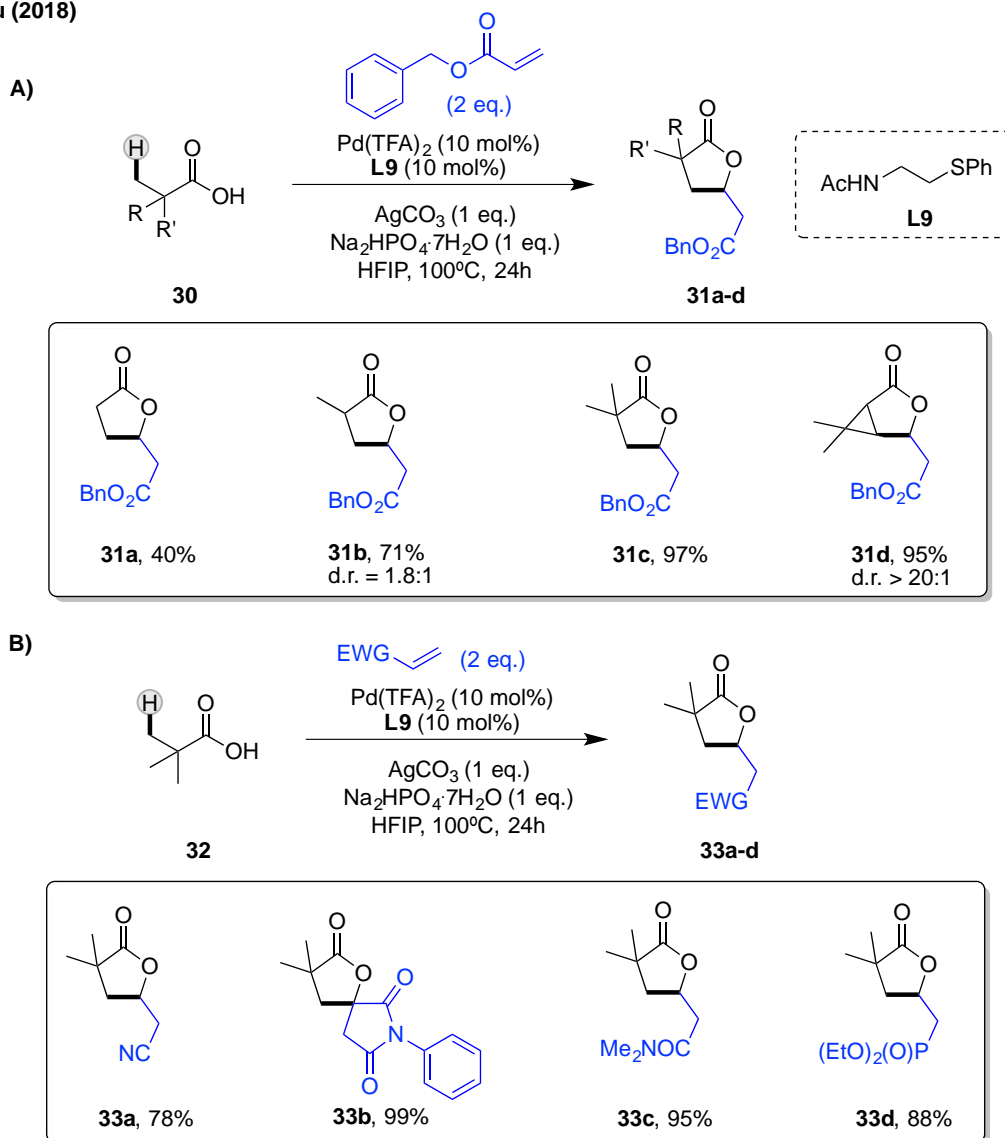 u (2018)
A)
O
O
(2 eq.)
Pd(TFA)2 (10 mol%)
L9 (10 mol%)
AgCO3 (1 eq.)
Na2HPO4·7H2O (1 eq.)
HFIP, 100ºC, 24h
H
O
OH
R
R'
30
O
R
R'
O
BnO2C
31a-d
AcHN
SPh
L9
O
O
BnO2C
31a, 40%
O
O
BnO2C
31b, 71%
d.r. = 1.8:1
O
O
BnO2C
31c, 97%
O
O
BnO2C
31d, 95%
d.r. > 20:1
B)
EWG
(2 eq.)
Pd(TFA)2 (10 mol%)
L9 (10 mol%)
AgCO3 (1 eq.)
Na2HPO4·7H2O (1 eq.)
HFIP, 100ºC, 24h
H
O
OH
32
O
O
EWG
33a-d
O
O
NC
33a, 78%
O
O
O
N
O
33b, 99%
O
O
Me2NOC
33c, 95%
O
O
(EtO)2(O)P
33d, 88%